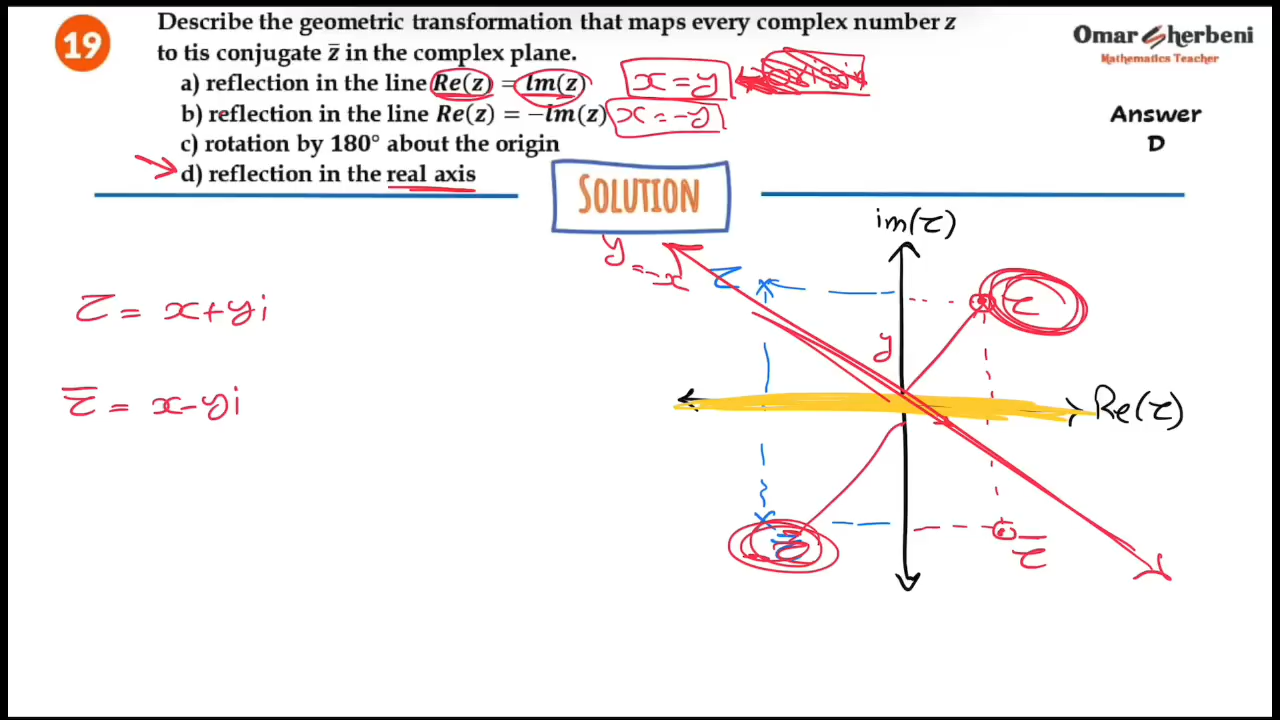 19
Describe the geometric transformation that maps every complex number z
to tis conjugate z̄ in the complex plane.
a) reflection in the line Re(z) = Im(z)
x = y
b) reflection in the line Re(z) = −Im(z)
x = -y
c) rotation by 180° about the origin
d) reflection in the real axis
Omar Sherbeni
Mathematics Teacher
Answer
D
SOLUTION
im(z)
y = -x
z
z
z = x+yi
y
z̄ = x-yi
Re(z)
z̄
z̄